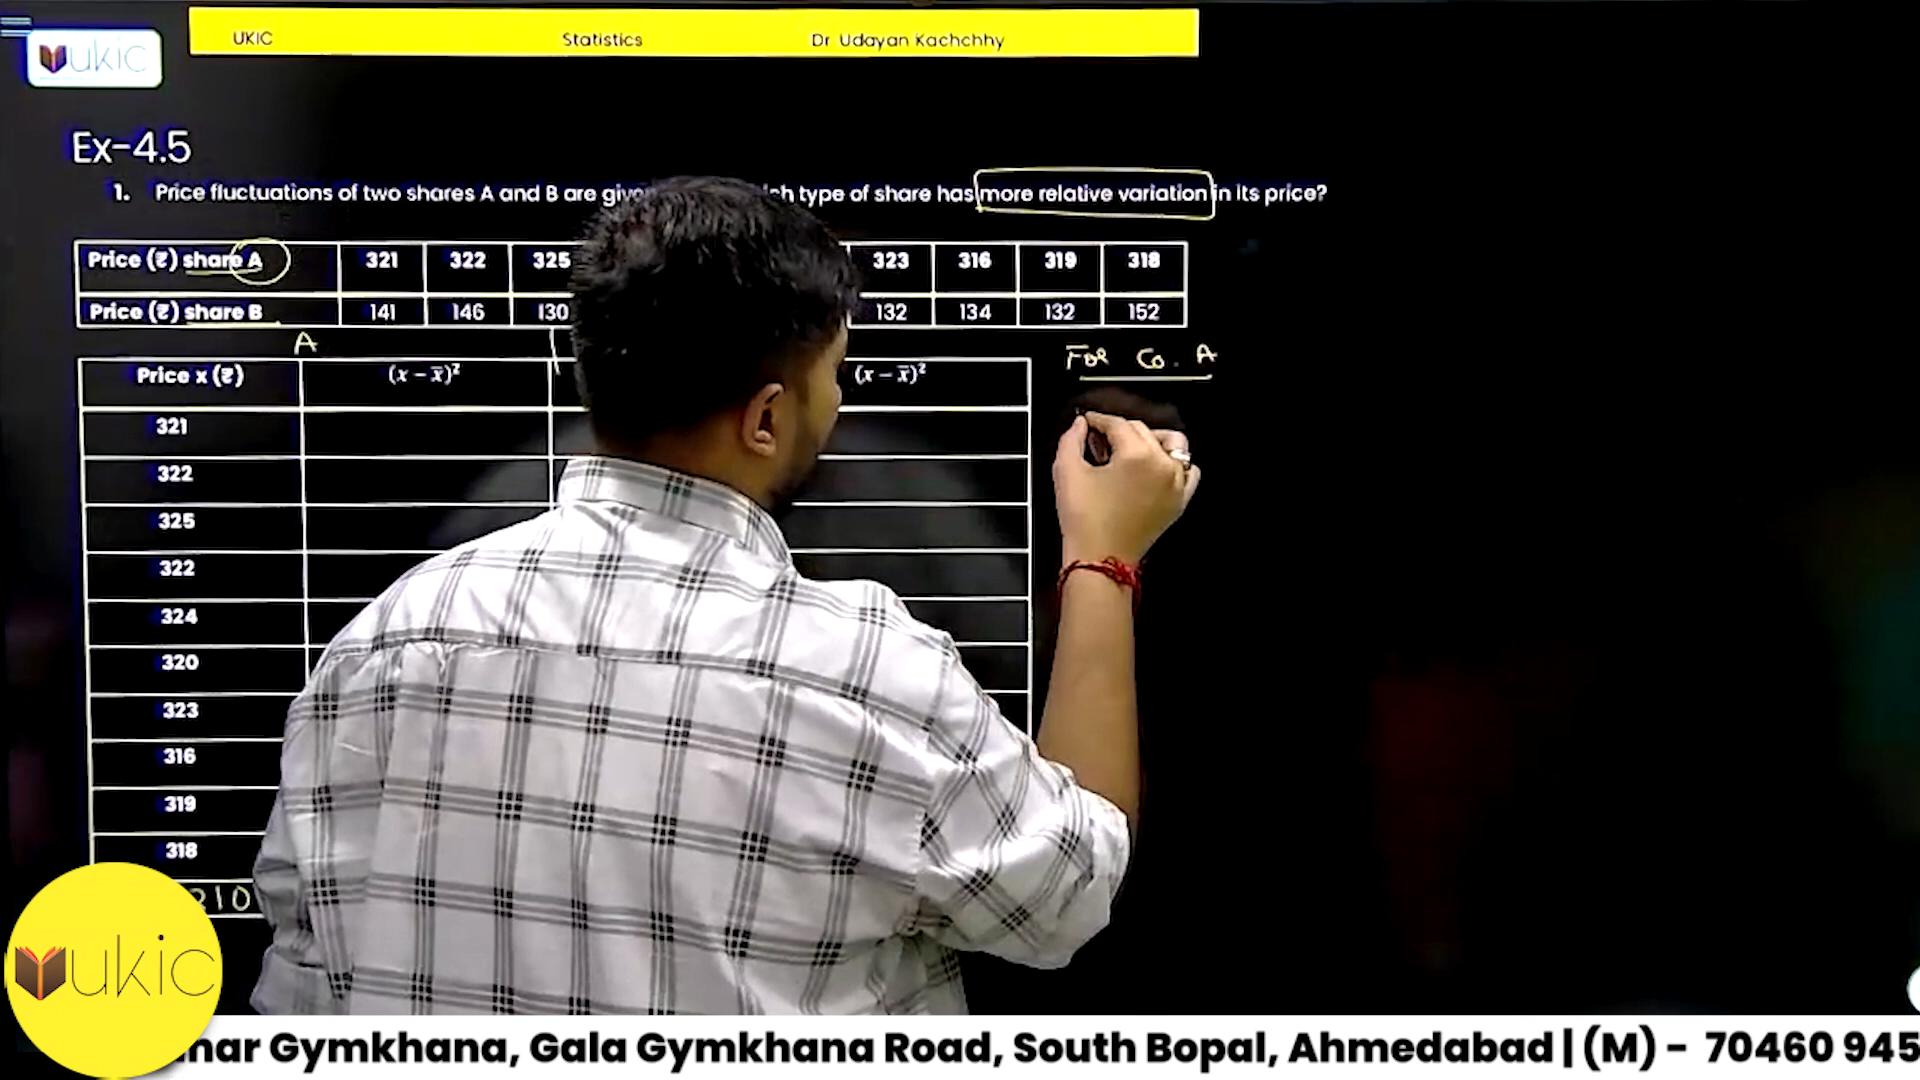 UKIC Statistics Dr Udayan Kachchhy
ukic
Ex-4.5
1. Price fluctuations of two shares A and B are type of share has more relative variation in its price?
Price (₹) share A 321 322 325 323 316 319 318
Price (₹) share B 141 146 130 132 134 132 152
A
FOR Co. A
Price x (₹) (x – x̄)² (x – x̄)²
321
322
325
322
324
320
323
316
319
318
210
ukic
Gymkhana, Gala Gymkhana Road, South Bopal, Ahmedabad | (M) - 70460 945